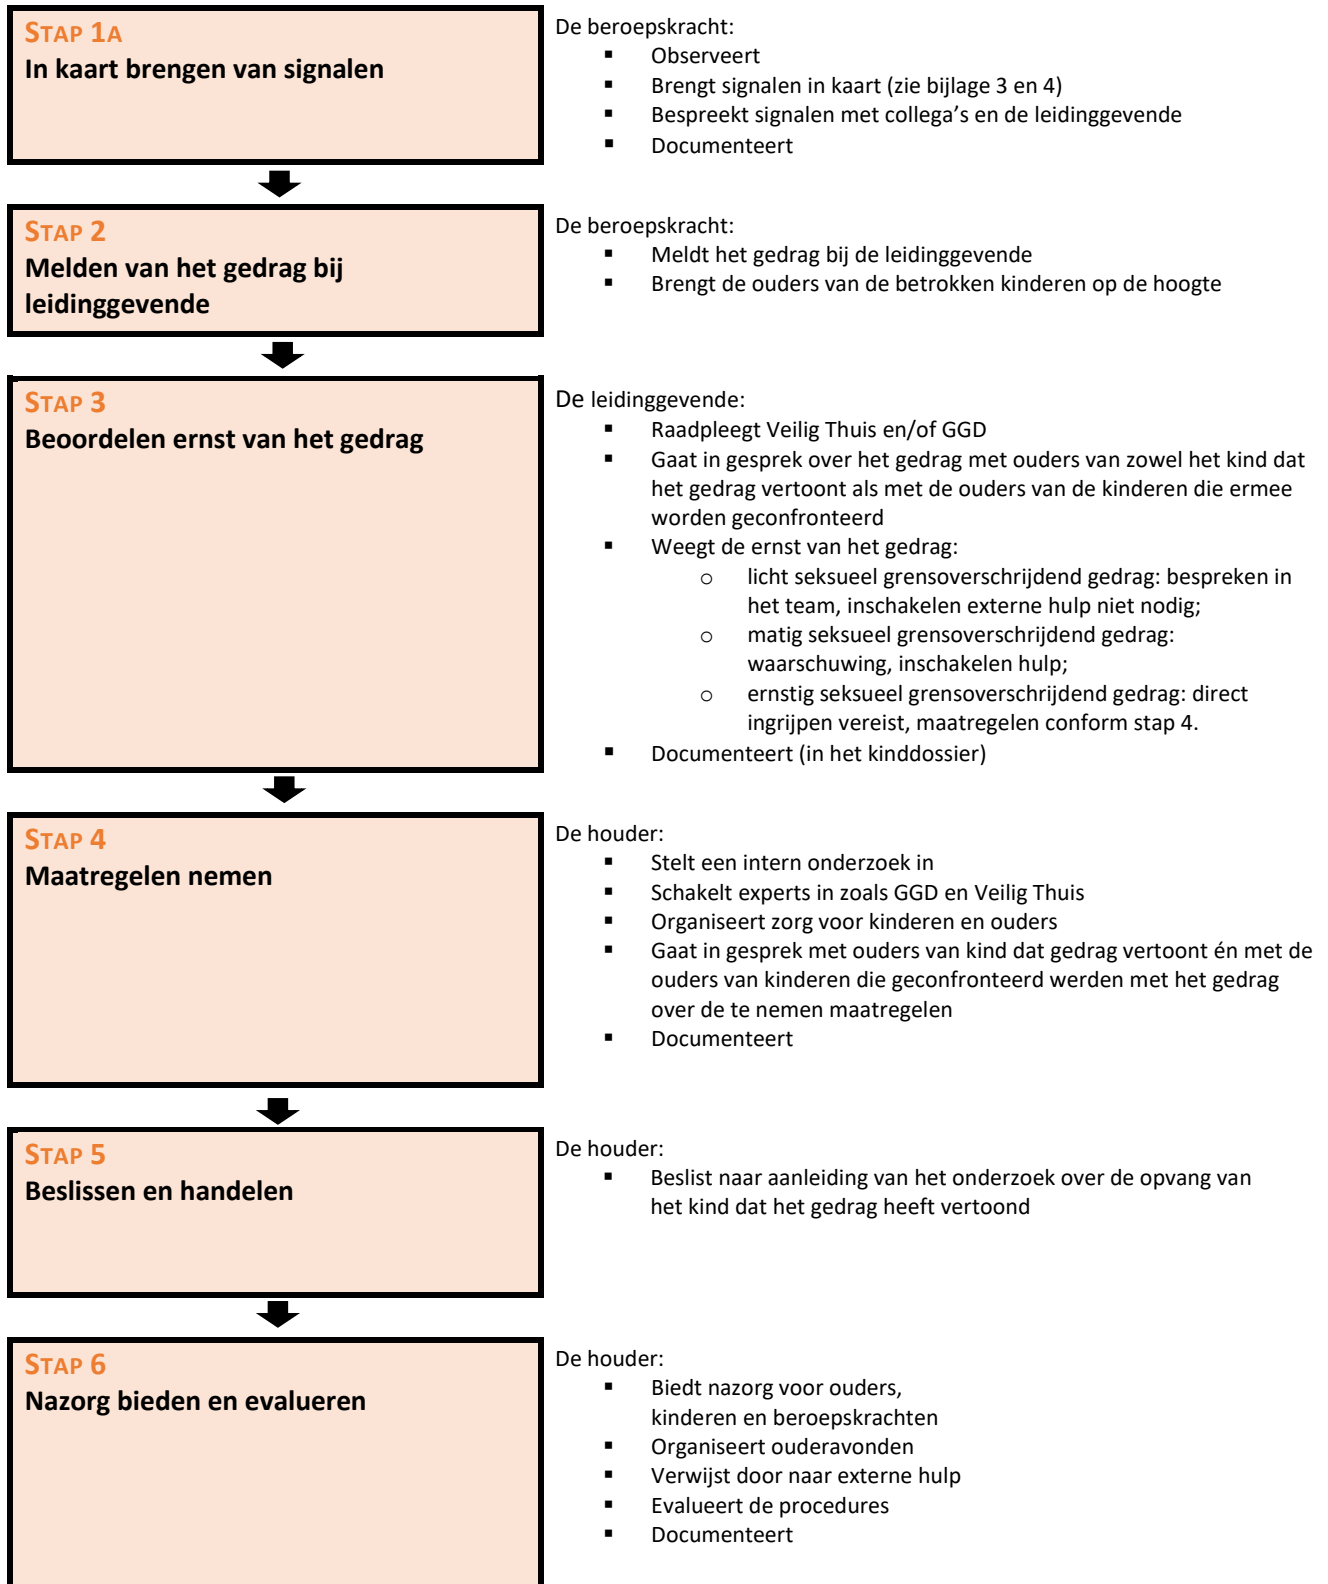 STAP 1A
In kaart brengen van signalen
De beroepskracht:
▪ Observeert
▪ Brengt signalen in kaart (zie bijlage 3 en 4)
▪ Bespreekt signalen met collega’s en de leidinggevende
▪ Documenteert
STAP 2
Melden van het gedrag bij
leidinggevende
De beroepskracht:
▪ Meldt het gedrag bij de leidinggevende
▪ Brengt de ouders van de betrokken kinderen op de hoogte
STAP 3
Beoordelen ernst van het gedrag
De leidinggevende:
▪ Raadpleegt Veilig Thuis en/of GGD
▪ Gaat in gesprek over het gedrag met ouders van zowel het kind dat
het gedrag vertoont als met de ouders van de kinderen die ermee
worden geconfronteerd
▪ Weegt de ernst van het gedrag:
o licht seksueel grensoverschrijdend gedrag: bespreken in
het team, inschakelen externe hulp niet nodig;
o matig seksueel grensoverschrijdend gedrag:
waarschuwing, inschakelen hulp;
o ernstig seksueel grensoverschrijdend gedrag: direct
ingrijpen vereist, maatregelen conform stap 4.
▪ Documenteert (in het kinddossier)
STAP 4
Maatregelen nemen
De houder:
▪ Stelt een intern onderzoek in
▪ Schakelt experts in zoals GGD en Veilig Thuis
▪ Organiseert zorg voor kinderen en ouders
▪ Gaat in gesprek met ouders van kind dat gedrag vertoont én met de
ouders van kinderen die geconfronteerd werden met het gedrag
over de te nemen maatregelen
▪ Documenteert
STAP 5
Beslissen en handelen
De houder:
▪ Beslist naar aanleiding van het onderzoek over de opvang van
het kind dat het gedrag heeft vertoond
STAP 6
Nazorg bieden en evalueren
De houder:
▪ Biedt nazorg voor ouders,
kinderen en beroepskrachten
▪ Organiseert ouderavonden
▪ Verwijst door naar externe hulp
▪ Evalueert de procedures
▪ Documenteert